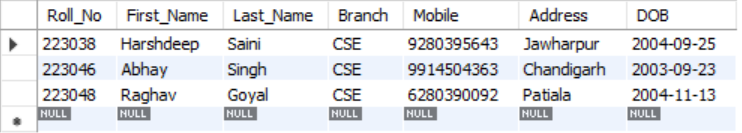 Roll_No First_Name Last_Name Branch Mobile Address DOB
223038 Harshdeep Saini CSE 9280395643 Jawharpur 2004-09-25
223046 Abhay Singh CSE 9914504363 Chandigarh 2003-09-23
223048 Raghav Goyal CSE 6280390092 Patiala 2004-11-13
NULL NULL NULL NULL NULL NULL NULL